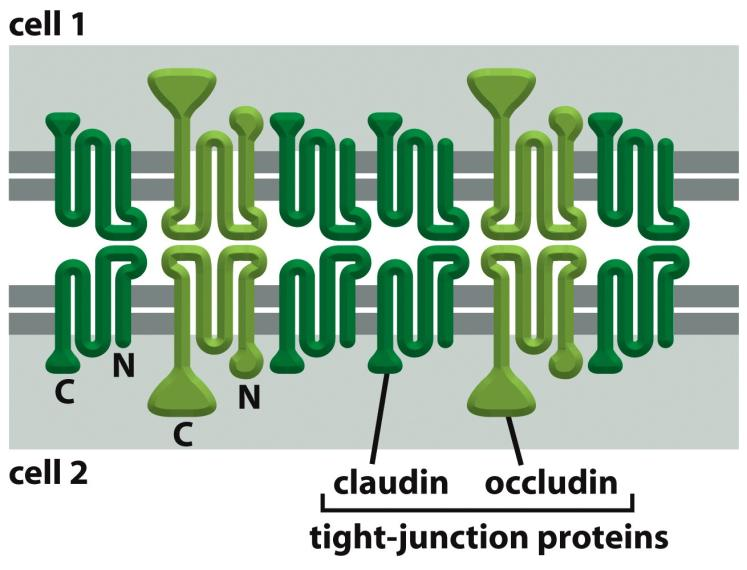 cell 1
C
N
C
N
cell 2
claudin
occludin
tight-junction proteins